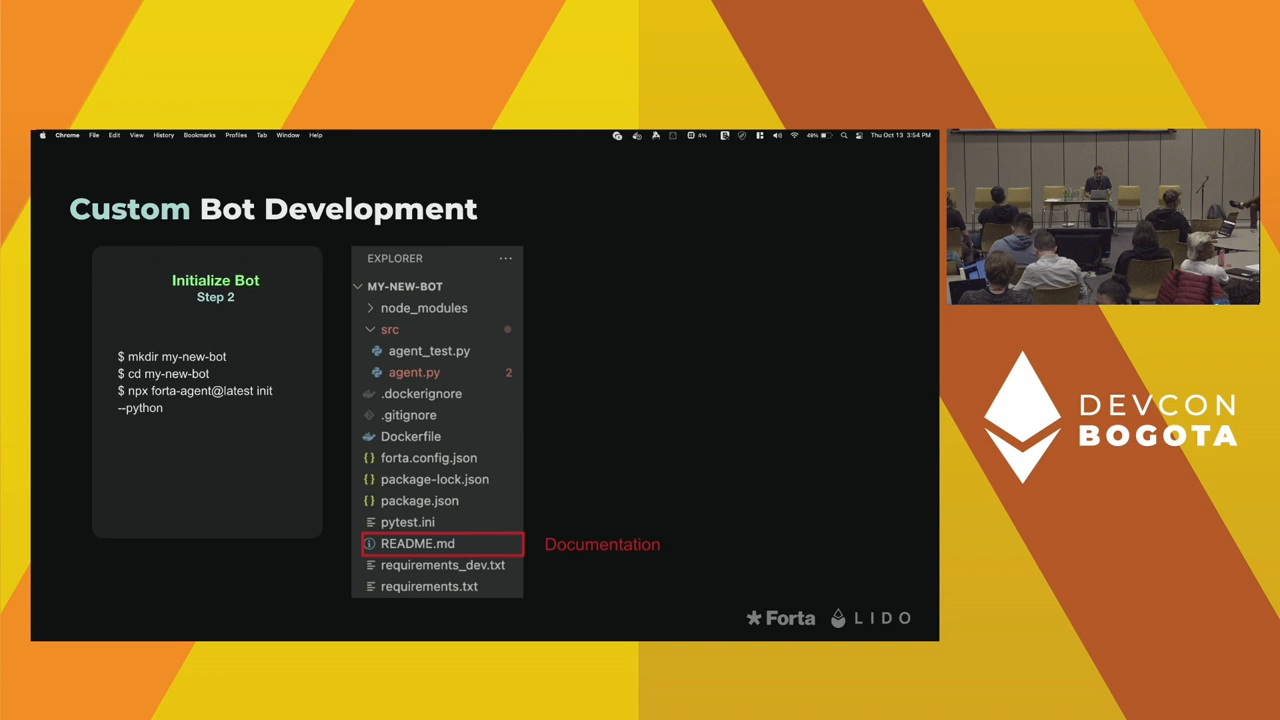 Chrome File Edit View History Bookmarks Profiles Tab Window Help
4% 49% Thu Oct 13 3:54 PM
Custom Bot Development
Initialize Bot
Step 2
$ mkdir my-new-bot
$ cd my-new-bot
$ npx forta-agent@latest init
--python
EXPLORER ...
MY-NEW-BOT
node_modules
src
agent_test.py
agent.py 2
.dockerignore
.gitignore
Dockerfile
{} forta.config.json
{} package-lock.json
{} package.json
pytest.ini
README.md
Documentation
requirements_dev.txt
requirements.txt
Forta LIDO
DEVCON
BOGOTA